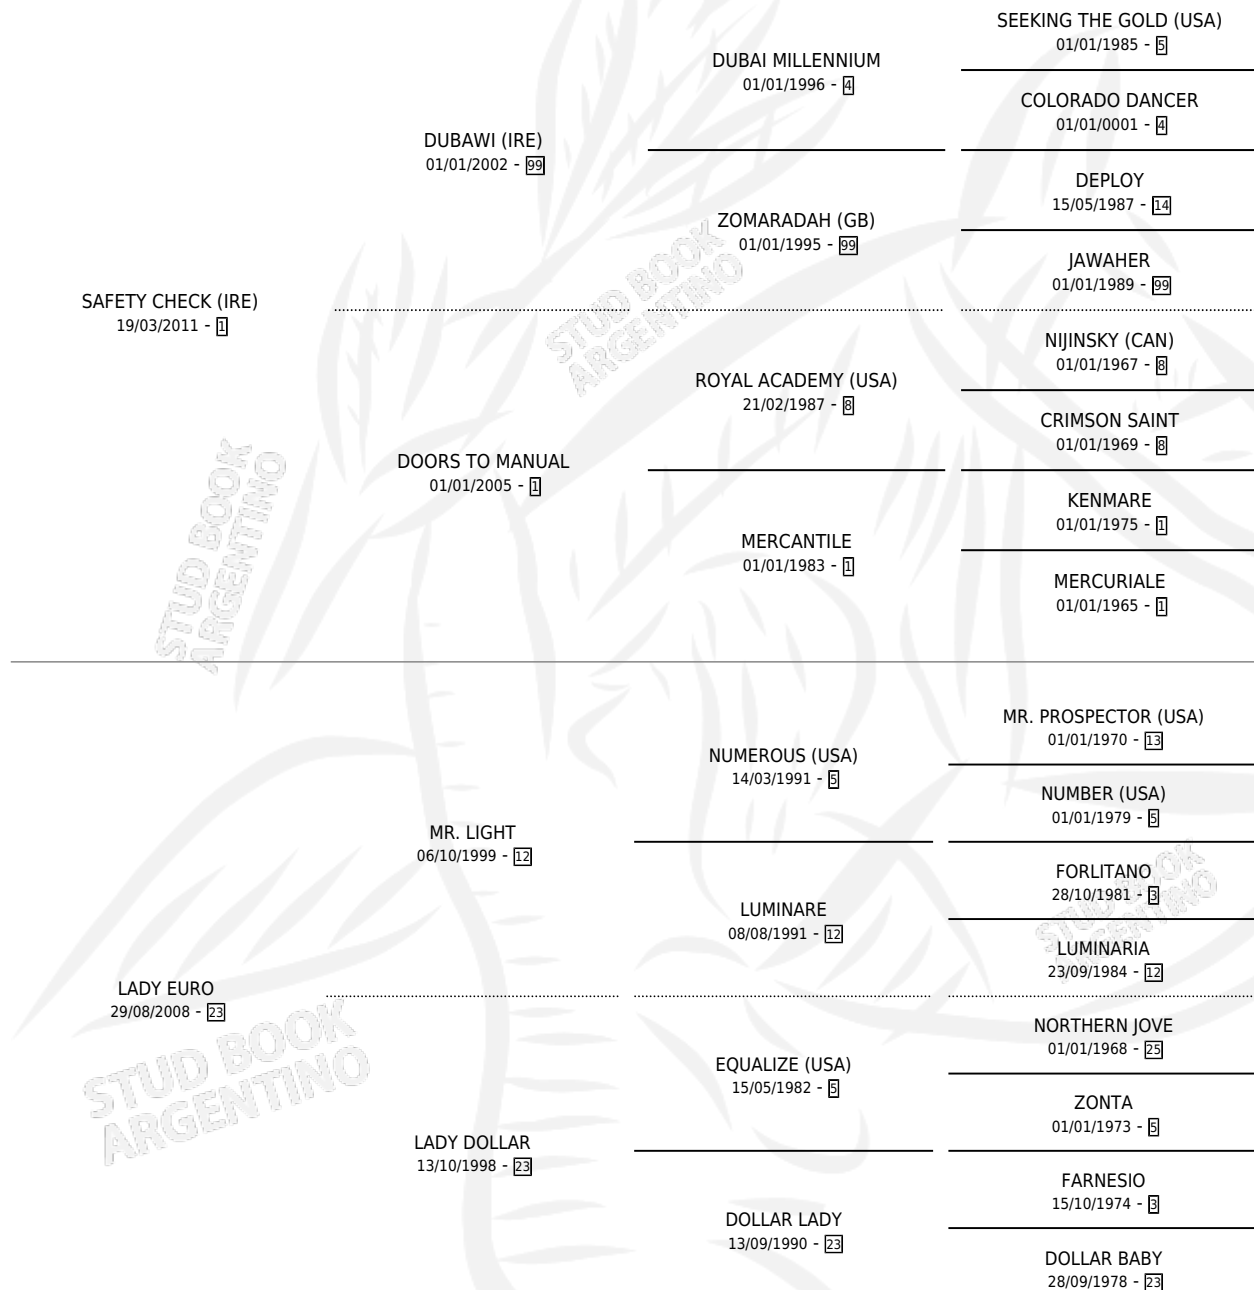 SEEKING THE GOLD (USA)
01/01/1985 - 5
DUBAI MILLENNIUM
01/01/1996 - 4
COLORADO DANCER
01/01/0001 - 4
DUBAWI (IRE)
01/01/2002 - 99
DEPLOY
15/05/1987 - 14
ZOMARADAH (GB)
01/01/1995 - 99
JAWAHER
01/01/1989 - 99
SAFETY CHECK (IRE)
19/03/2011 - 1
NIJINSKY (CAN)
01/01/1967 - 8
ROYAL ACADEMY (USA)
21/02/1987 - 8
CRIMSON SAINT
01/01/1969 - 8
DOORS TO MANUAL
01/01/2005 - 1
KENMARE
01/01/1975 - 1
MERCANTILE
01/01/1983 - 1
MERCURIALE
01/01/1965 - 1
MR. PROSPECTOR (USA)
01/01/1970 - 13
NUMEROUS (USA)
14/03/1991 - 5
NUMBER (USA)
01/01/1979 - 5
MR. LIGHT
06/10/1999 - 12
FORLITANO
28/10/1981 - 3
LUMINARE
08/08/1991 - 12
LUMINARIA
23/09/1984 - 12
LADY EURO
29/08/2008 - 23
NORTHERN JOVE
01/01/1968 - 25
EQUALIZE (USA)
15/05/1982 - 5
ZONTA
01/01/1973 - 5
LADY DOLLAR
13/10/1998 - 23
FARNESIO
15/10/1974 - 3
DOLLAR LADY
13/09/1990 - 23
DOLLAR BABY
28/09/1978 - 23
STUD BOOK
ARGENTINO
STUD BOOK
ARGENTINO
STUD BOOK
ARGENTINO
STUD BOOK
ARGENTINO